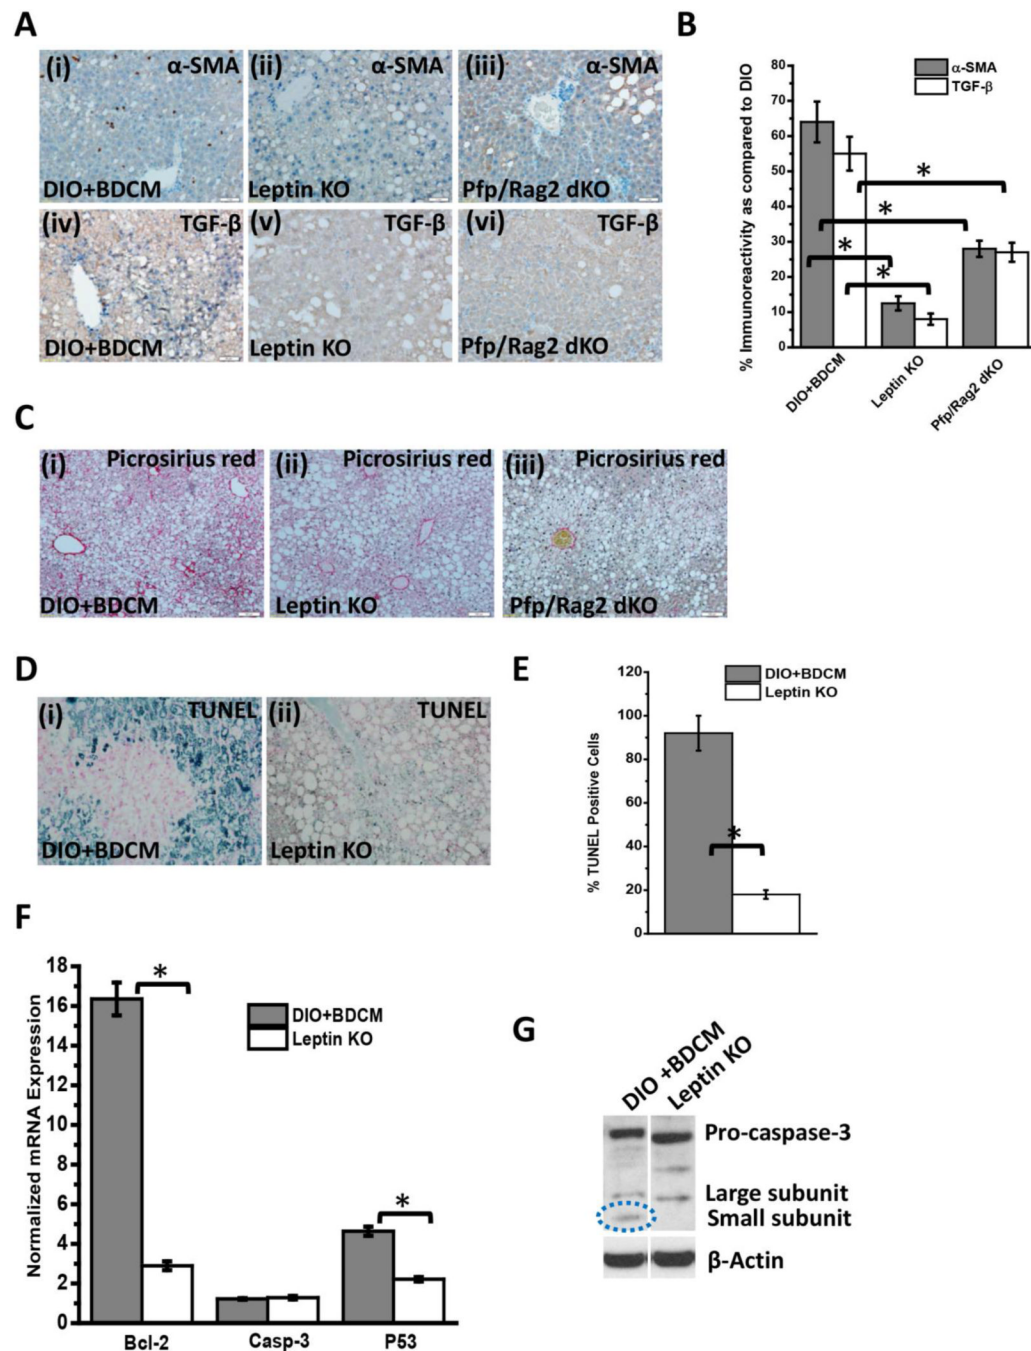 A
(i) α-SMA
DIO+BDCM
(ii) α-SMA
Leptin KO
(iii) α-SMA
Pfp/Rag2 dKO
(iv) TGF-β
DIO+BDCM
(v) TGF-β
Leptin KO
(vi) TGF-β
Pfp/Rag2 dKO
B
% Immunoreactivity as compared to DIO
80
70
60
50
40
30
20
10
0
α-SMA
TGF-β
*
*
*
*
DIO+BDCM
Leptin KO
Pfp/Rag2 dKO
C
(i) Picrosirius red
DIO+BDCM
(ii) Picrosirius red
Leptin KO
(iii) Picrosirius red
Pfp/Rag2 dKO
D
(i) TUNEL
DIO+BDCM
(ii) TUNEL
Leptin KO
E
% TUNEL Positive Cells
120
100
80
60
40
20
0
DIO+BDCM
Leptin KO
*
F
Normalized mRNA Expression
18
16
14
12
10
8
6
4
2
0
*
DIO+BDCM
Leptin KO
*
Bcl-2
Casp-3
P53
G
DIO +BDCM
Leptin KO
Pro-caspase-3
Large subunit
Small subunit
β-Actin